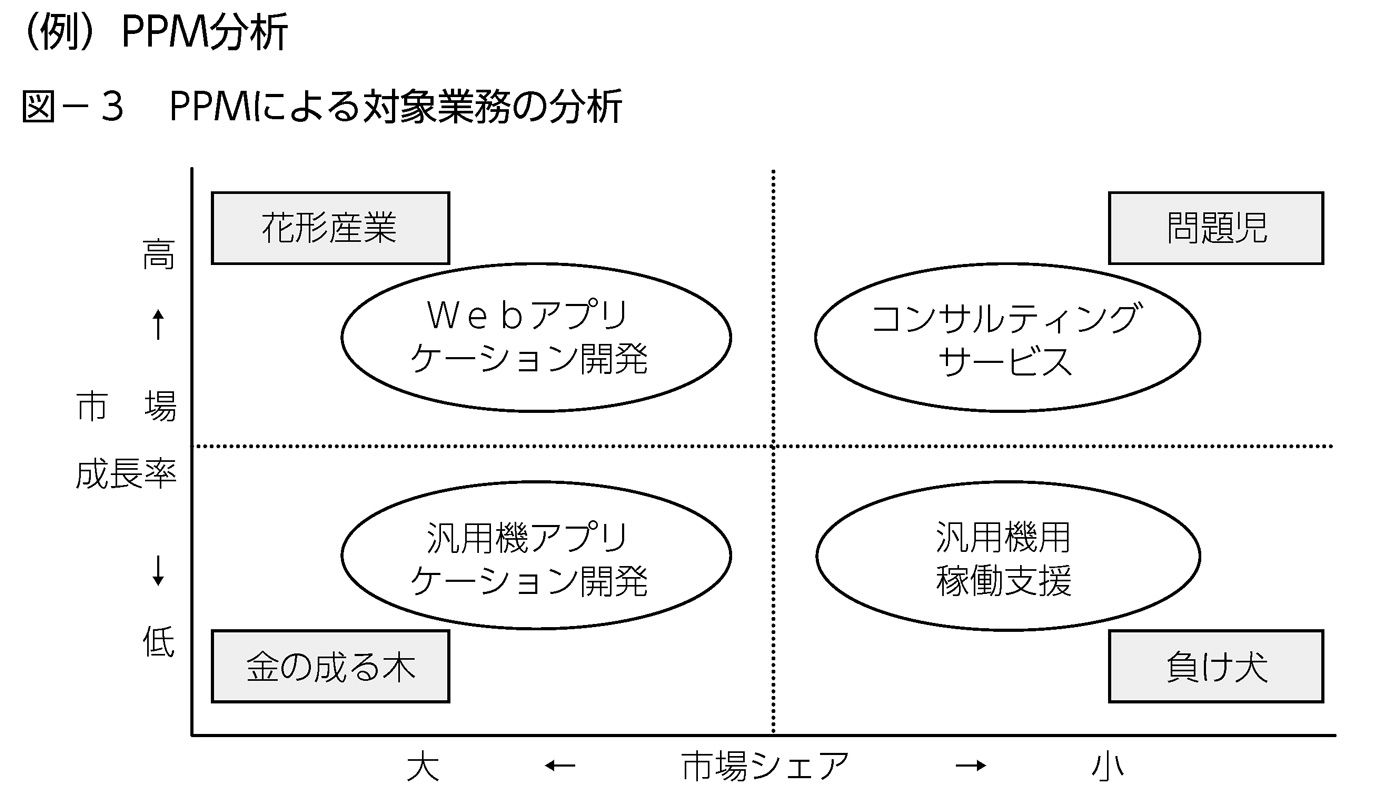 （例）PPM分析
図－３　PPMによる対象業務の分析
花形産業
問題児
高
Ｗｅｂアプリ
ケーション開発
コンサルティング
サービス
↑
市　場
成長率
汎用機アプリ
ケーション開発
汎用機用
稼働支援
↓
低
金の成る木
負け犬
大　←　市場シェア　→　小